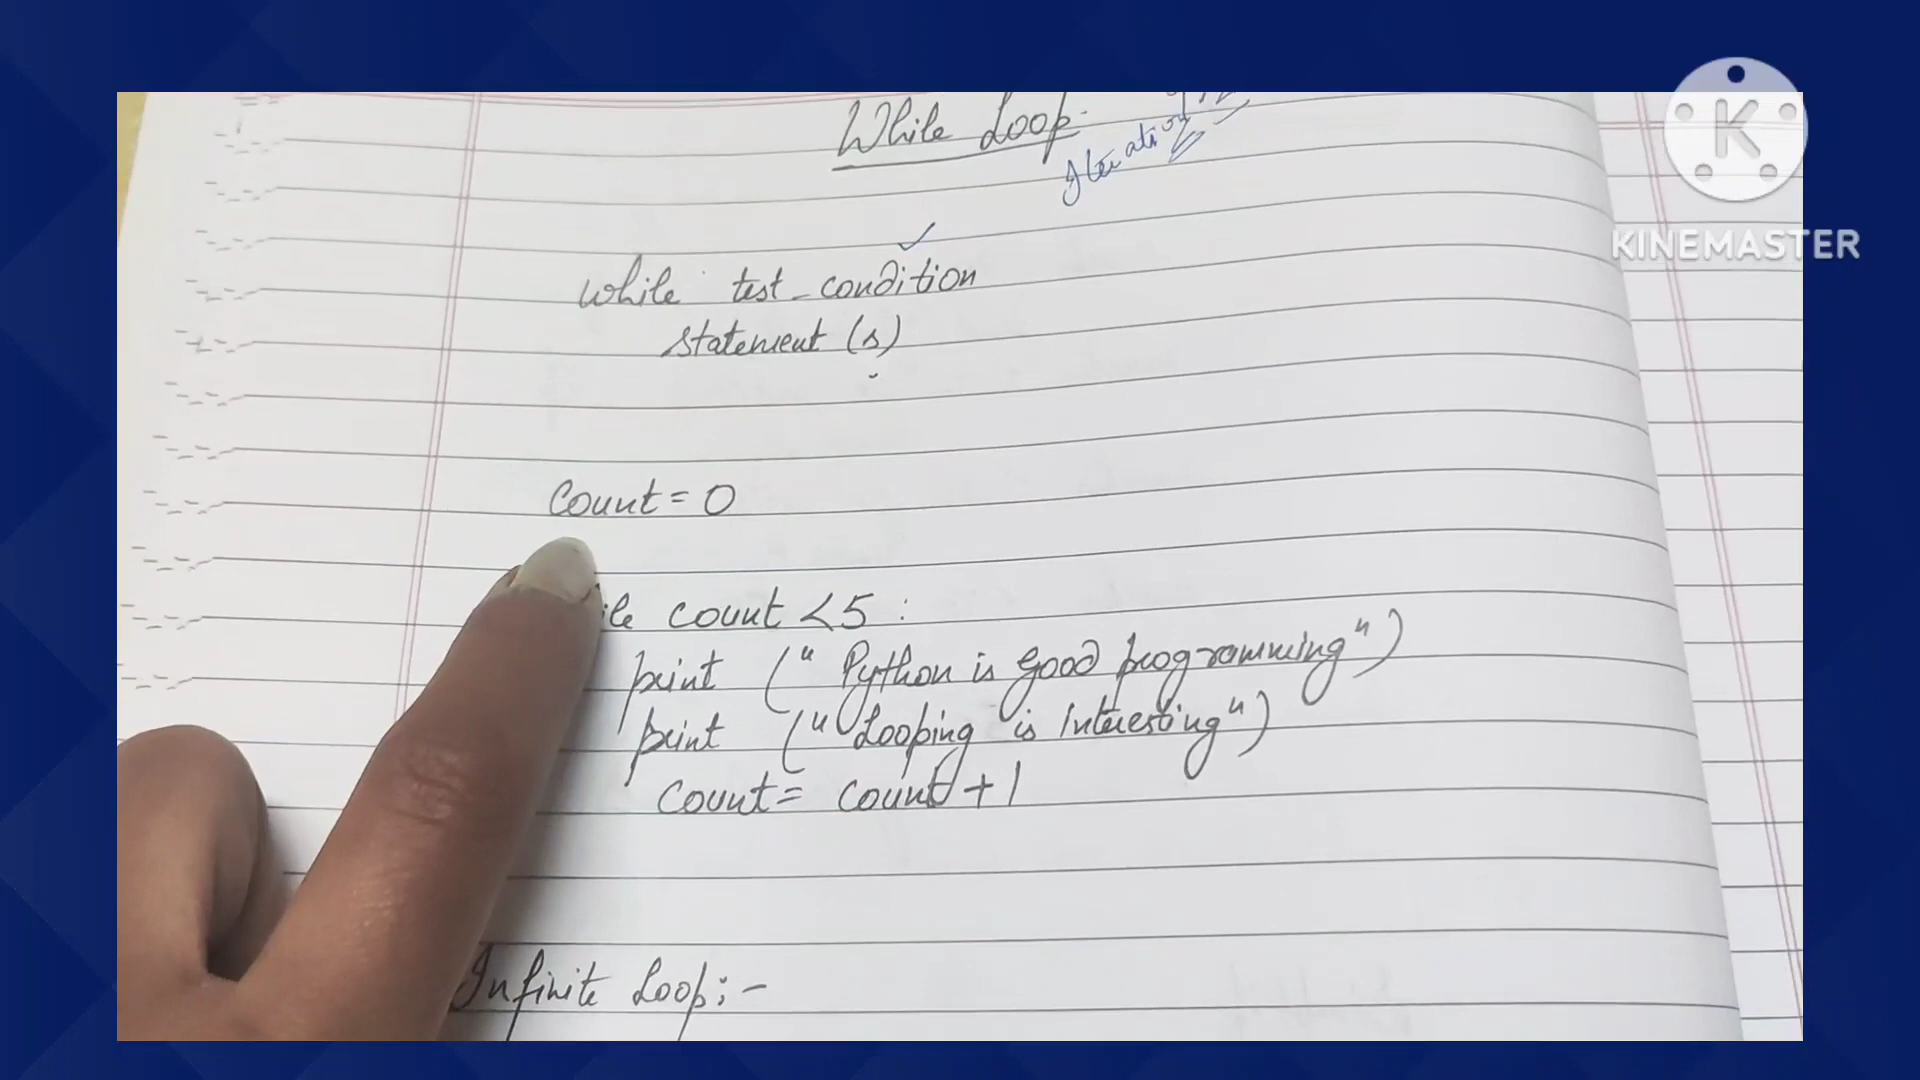 While Loop:
Iteration
while test_condition
statement (s)
Count = 0
ile count < 5 :
print (" Python is good programming")
print (" Looping is Interesting")
Count = count + 1
Infinite Loop:-
K
KINEMASTER